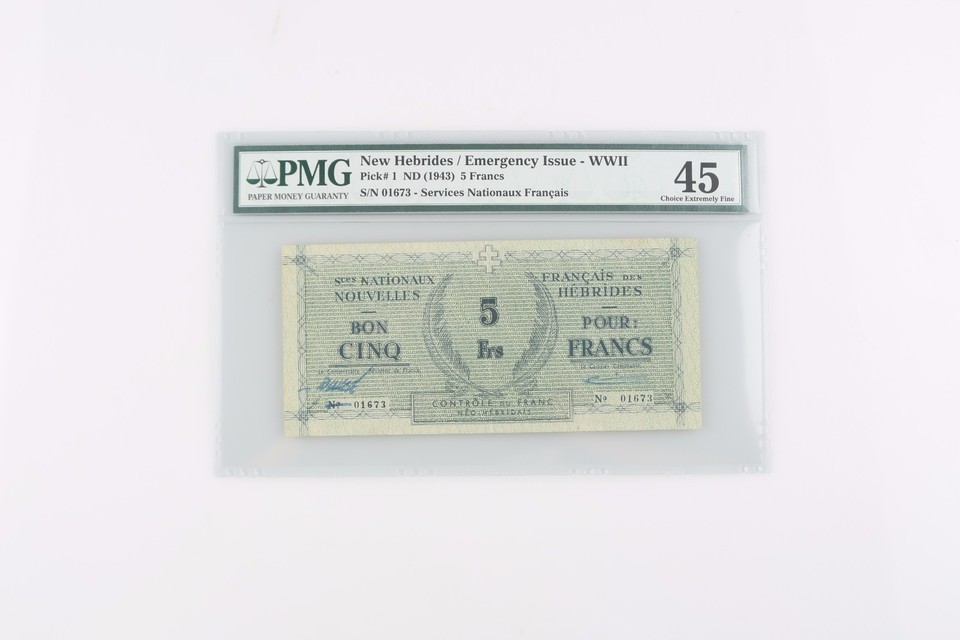 PMG
PAPER MONEY GUARANTY
New Hebrides / Emergency Issue - WWII
Pick# 1 ND (1943) 5 Francs
S/N 01673 - Services Nationaux Français
45
Choice Extremely Fine
Sces NATIONAUX
NOUVELLES
BON
CINQ
Nº 01673
5
Frs
CONTRÔLE DU FRANC
NÉO-HÉBRIDAIS
FRANÇAIS DES
HÉBRIDES
POUR:
FRANCS
Nº 01673